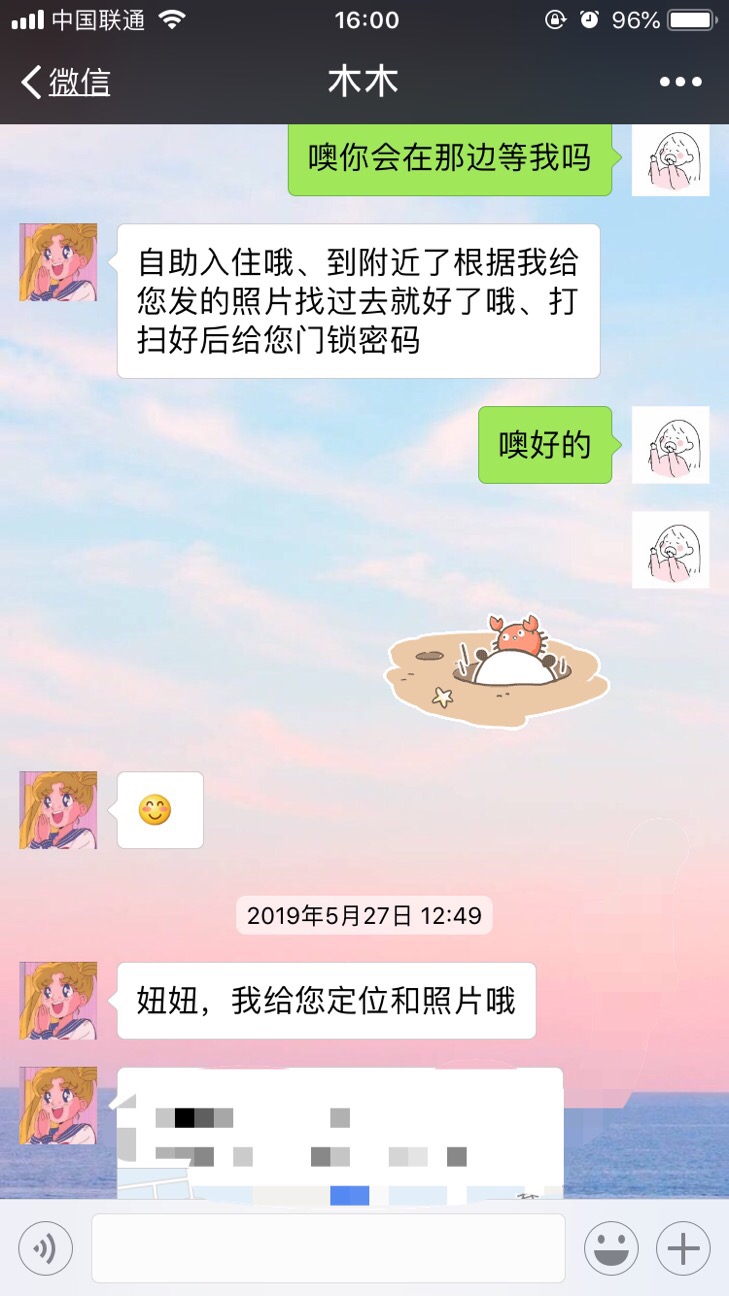 中国联通
16:00
96%
微信
木木
噢你会在那边等我吗
自助入住哦、到附近了根据我给
您发的照片找过去就好了哦、打
扫好后给您门锁密码
噢好的
2019年5月27日 12:49
妞妞，我给您定位和照片哦